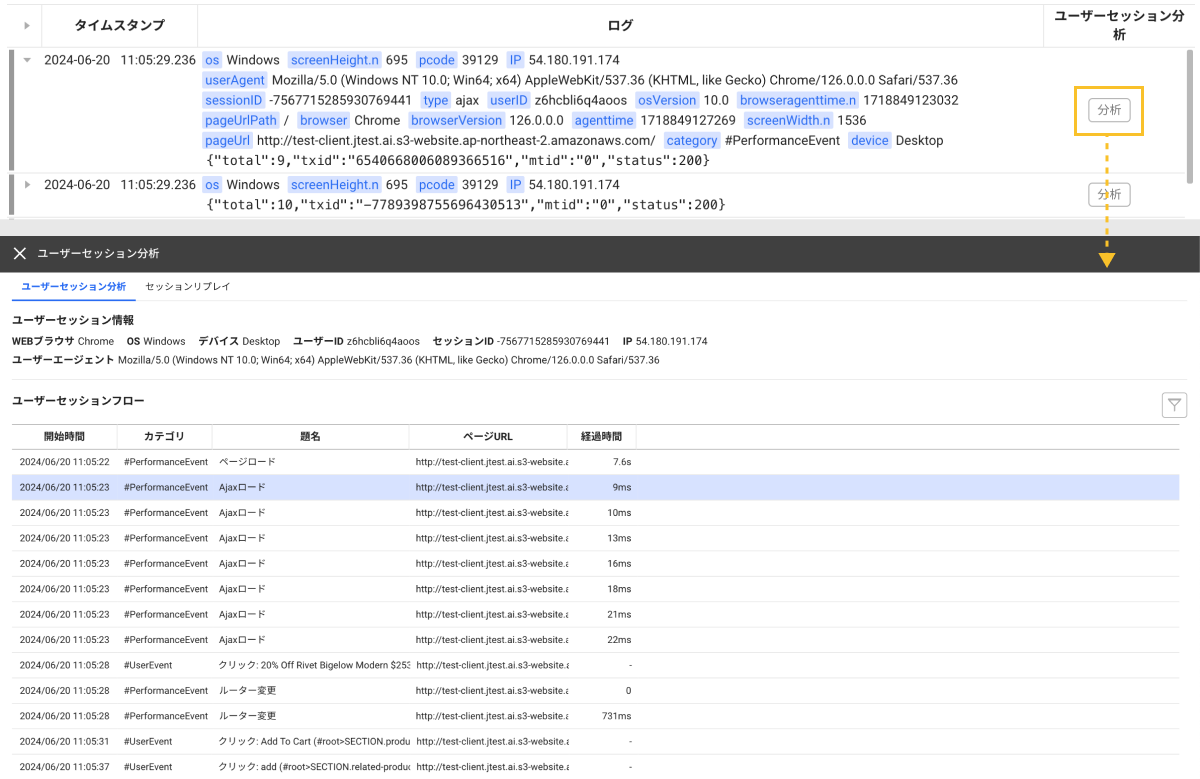 タイムスタンプ ログ ユーザーセッション分
析
2024-06-20 11:05:29.236 os Windows screenHeight.n 695 pcode 39129 IP 54.180.191.174
userAgent Mozilla/5.0 (Windows NT 10.0; Win64; x64) AppleWebKit/537.36 (KHTML, like Gecko) Chrome/126.0.0.0 Safari/537.36
sessionID -7567715285930769441 type ajax userID z6hcbli6q4aoos osVersion 10.0 browseragenttime.n 1718849123032
分析
pageUrlPath / browser Chrome browserVersion 126.0.0.0 agenttime 1718849127269 screenWidth.n 1536
pageUrl http://test-client.jtest.ai.s3-website.ap-northeast-2.amazonaws.com/ category #PerformanceEvent device Desktop
{"total":9,"txid":"6540668006089366516","mtid":"0","status":200}
2024-06-20 11:05:29.236 os Windows screenHeight.n 695 pcode 39129 IP 54.180.191.174
分析
{"total":10,"txid":"-7789398755696430513","mtid":"0","status":200}
ユーザーセッション分析
ユーザーセッション分析 セッションリプレイ
ユーザーセッション情報
WEBブラウザ Chrome OS Windows デバイス Desktop ユーザーID z6hcbli6q4aoos セッションID -7567715285930769441 IP 54.180.191.174
ユーザーエージェント Mozilla/5.0 (Windows NT 10.0; Win64; x64) AppleWebKit/537.36 (KHTML, like Gecko) Chrome/126.0.0.0 Safari/537.36
ユーザーセッションフロー
開始時間 カテゴリ 題名 ページURL 経過時間
2024/06/20 11:05:22 #PerformanceEvent ページロード http://test-client.jtest.ai.s3-website.a 7.6s
2024/06/20 11:05:23 #PerformanceEvent Ajaxロード http://test-client.jtest.ai.s3-website.a 9ms
2024/06/20 11:05:23 #PerformanceEvent Ajaxロード http://test-client.jtest.ai.s3-website.a 10ms
2024/06/20 11:05:23 #PerformanceEvent Ajaxロード http://test-client.jtest.ai.s3-website.a 13ms
2024/06/20 11:05:23 #PerformanceEvent Ajaxロード http://test-client.jtest.ai.s3-website.a 16ms
2024/06/20 11:05:23 #PerformanceEvent Ajaxロード http://test-client.jtest.ai.s3-website.a 18ms
2024/06/20 11:05:23 #PerformanceEvent Ajaxロード http://test-client.jtest.ai.s3-website.a 21ms
2024/06/20 11:05:23 #PerformanceEvent Ajaxロード http://test-client.jtest.ai.s3-website.a 22ms
2024/06/20 11:05:28 #UserEvent クリック: 20% Off Rivet Bigelow Modern $253 http://test-client.jtest.ai.s3-website.a -
2024/06/20 11:05:28 #PerformanceEvent ルーター変更 http://test-client.jtest.ai.s3-website.a 0
2024/06/20 11:05:28 #PerformanceEvent ルーター変更 http://test-client.jtest.ai.s3-website.a 731ms
2024/06/20 11:05:31 #UserEvent クリック: Add To Cart (#root>SECTION.produ http://test-client.jtest.ai.s3-website.a -
2024/06/20 11:05:37 #UserEvent クリック: add (#root>SECTION.related-produc http://test-client.jtest.ai.s3-website.a -